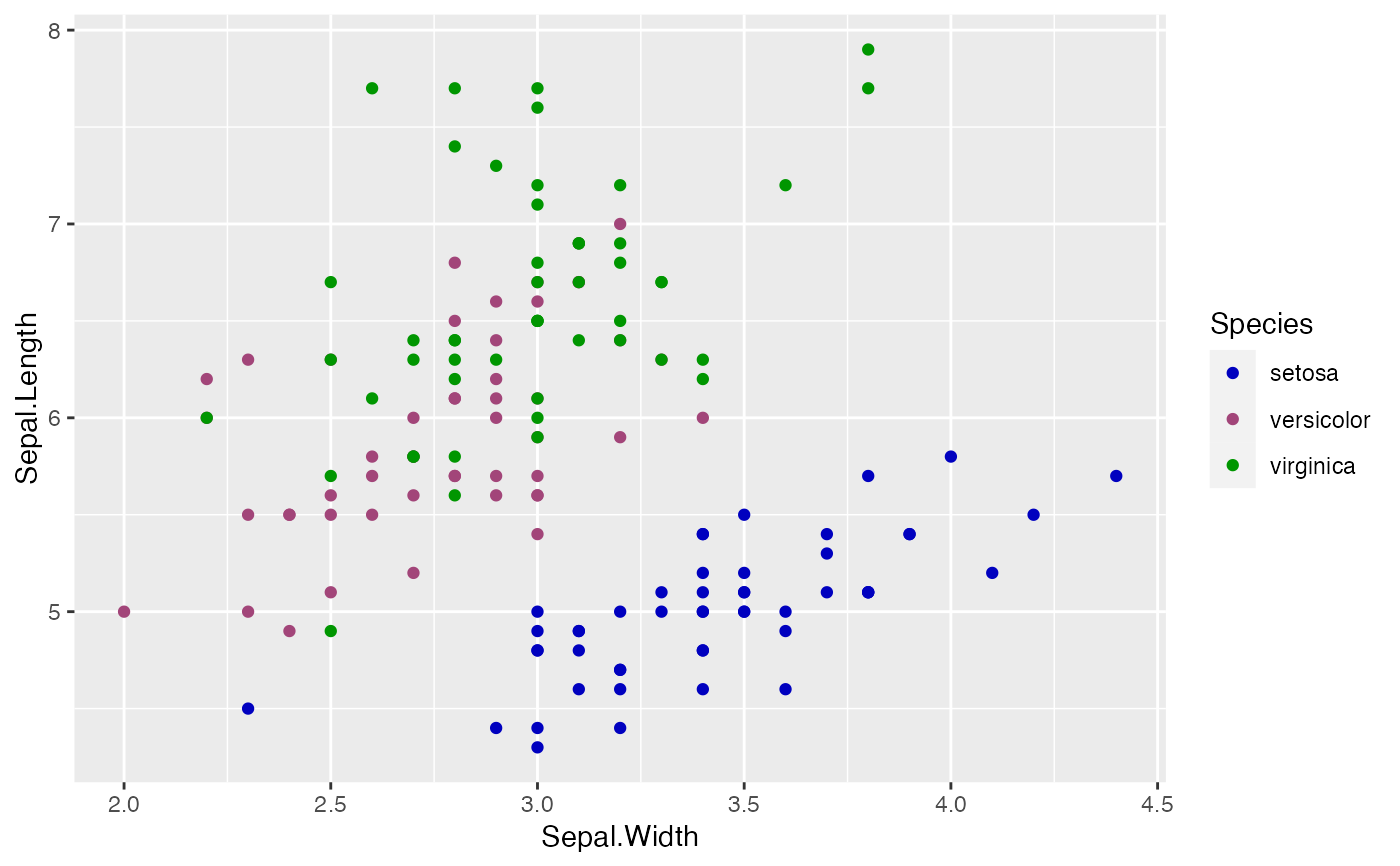 Sepal.Length
8
7
6
5
2.0 2.5 3.0 3.5 4.0 4.5
Sepal.Width
Species
setosa
versicolor
virginica